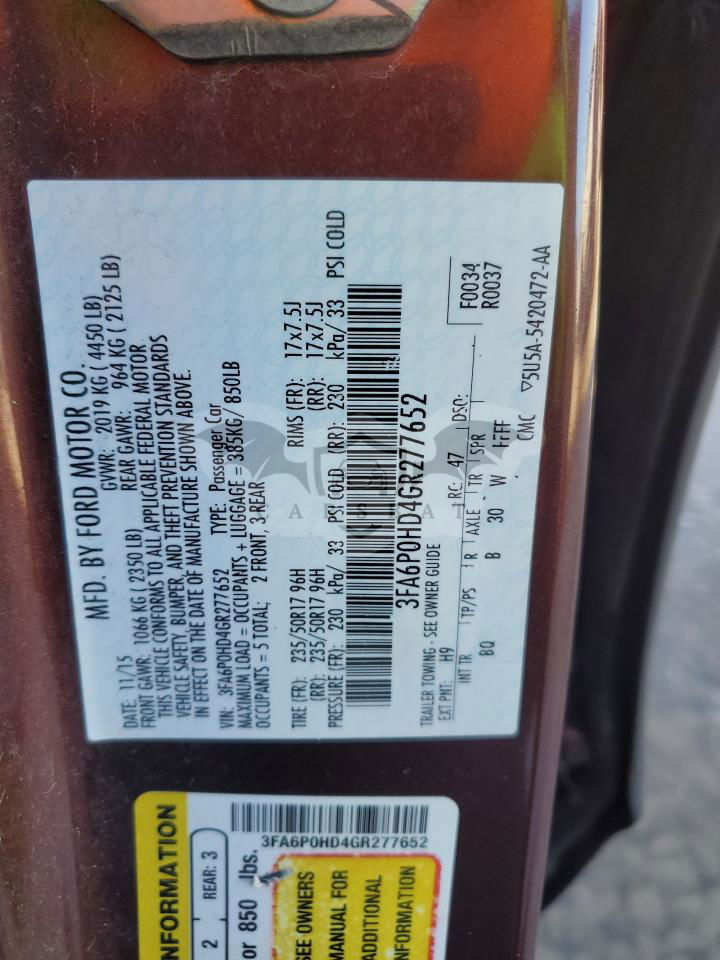 MFD. BY FORD MOTOR CO.
DATE: 11/15 GVWR: 2019 KG ( 4450 LB)
FRONT GAWR: 1066 KG ( 2350 LB) REAR GAWR: 964 KG ( 2125 LB)
THIS VEHICLE CONFORMS TO ALL APPLICABLE FEDERAL MOTOR
VEHICLE SAFETY, BUMPER, AND THEFT PREVENTION STANDARDS
IN EFFECT ON THE DATE OF MANUFACTURE SHOWN ABOVE.
VIN: 3FA6P0HD4GR277652 TYPE: Passenger Car
MAXIMUM LOAD = OCCUPANTS + LUGGAGE = 385KG/ 850LB
OCCUPANTS = 5 TOTAL; 2 FRONT, 3 REAR
TIRE (FR): 235/50R17 96H RIMS (FR): 17x7.5J
(RR): 235/50R17 96H (RR): 17x7.5J
PRESSURE (FR): 230 kPa/ 33 PSI COLD (RR): 230 kPa/ 33 PSI COLD
3FA6P0HD4GR277652
TRAILER TOWING - SEE OWNER GUIDE
EXT PNT: H9 RC: 47 DSO: F0034
INT TR TP/PS R AXLE TR SPR R0037
BQ B 30 W FFFF
CMC ▽5U5A-5420472-AA
NFORMATION
2 REAR: 3
or 850 lbs.
3FA6P0HD4GR277652
SEE OWNERS
MANUAL FOR
ADDITIONAL
NFORMATION